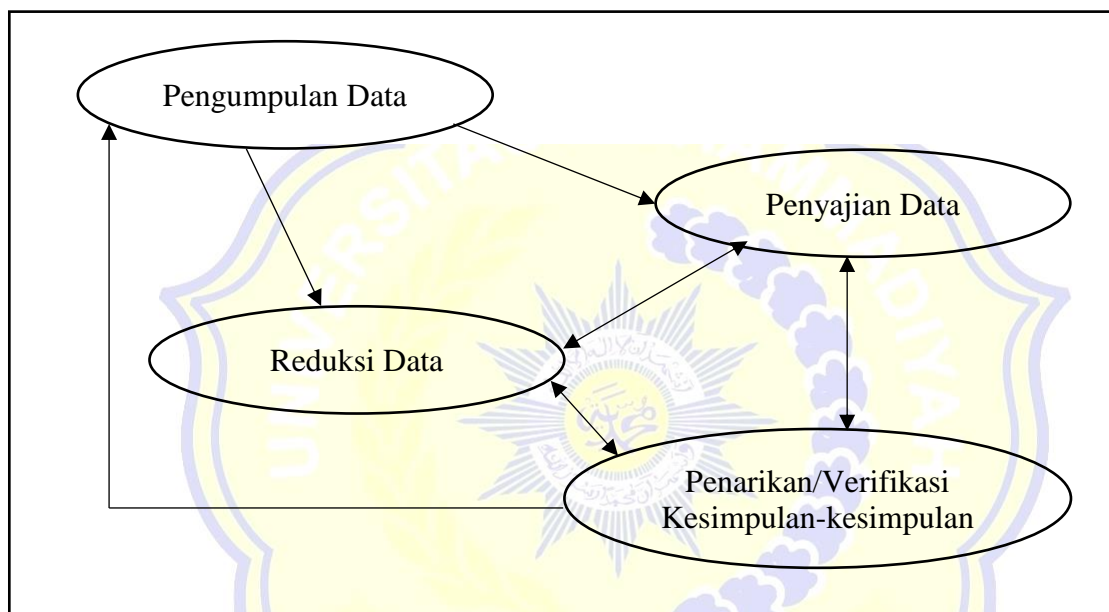 Pengumpulan Data
Penyajian Data
Reduksi Data
Penarikan/Verifikasi
Kesimpulan-kesimpulan